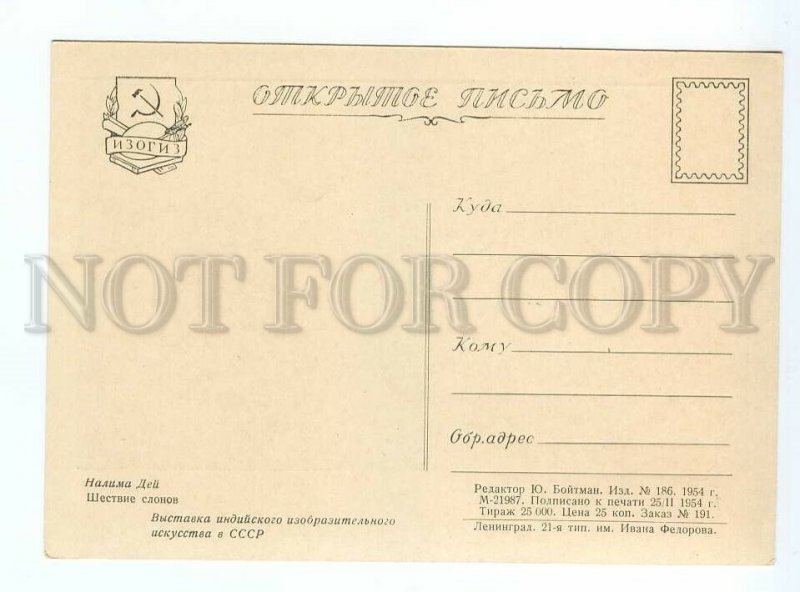 ОТКРЫТОЕ ПИСЬМО
ИЗОГИЗ
Куда
NOT FOR COPY
Кому
Обр. адрес
Налима Дей
Шествие слонов
Выставка индийского изобразительного
искусства в СССР
Редактор Ю. Бойтман. Изд. № 186. 1954 г.
М-21987. Подписано к печати 25/II 1954 г.
Тираж 25 000. Цена 25 коп. Заказ № 191.
Ленинград. 21-я тип. им. Ивана Федорова.